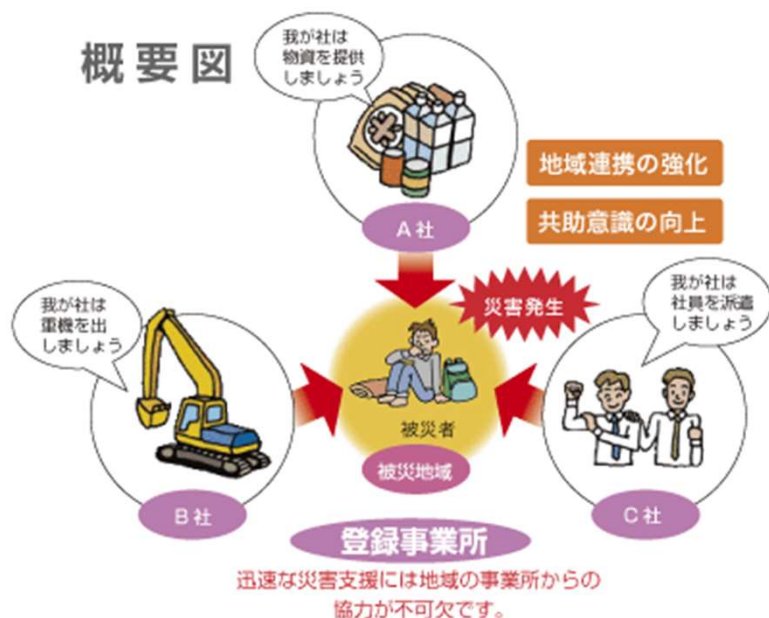 概要図
我が社は
物資を提供
しましょう
A社
地域連携の強化
共助意識の向上
災害発生
我が社は
重機を出
しましょう
B社
被災者
被災地域
我が社は
社員を派遣
しましょう
C社
登録事業所
迅速な災害支援には地域の事業所からの
協力が不可欠です。